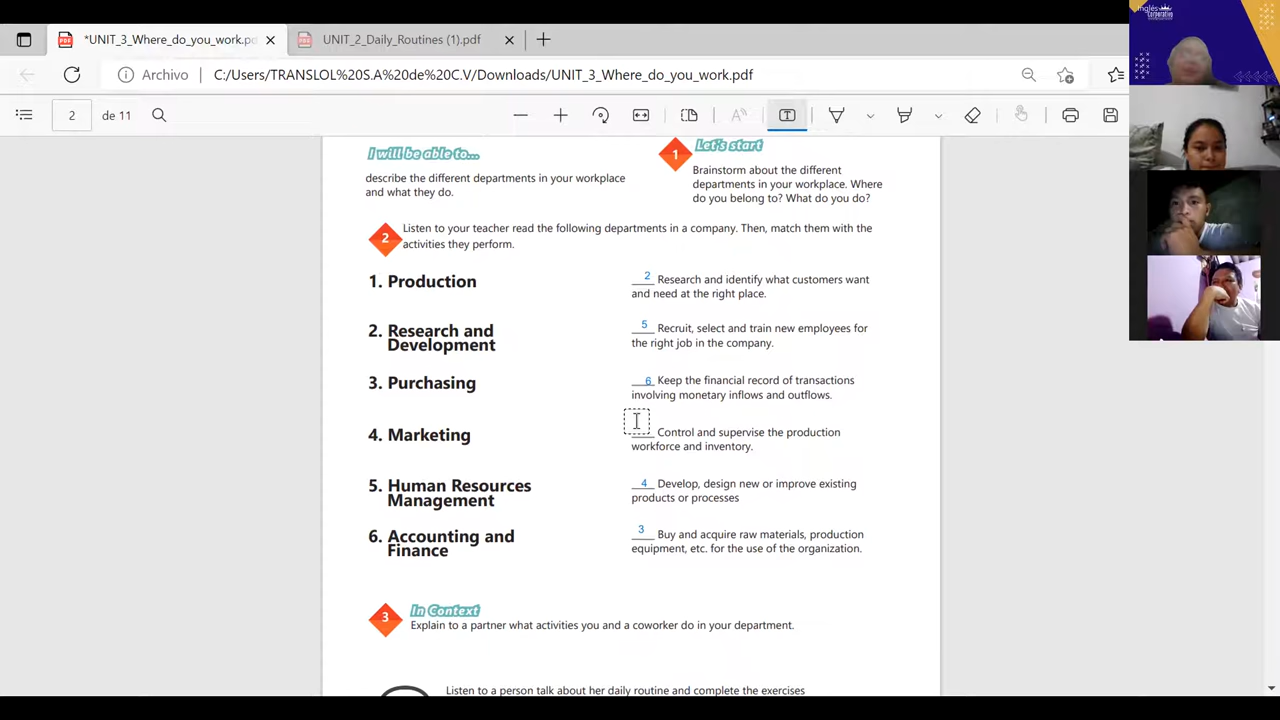 *UNIT_3_Where_do_you_work.pd
UNIT_2_Daily_Routines (1).pdf
Archivo
C:/Users/TRANSLOL%20S.A%20de%20C.V/Downloads/UNIT_3_Where_do_you_work.pdf
2 de 11
inglés corporativo
I will be able to...
describe the different departments in your workplace
and what they do.
1 Let's start
Brainstorm about the different
departments in your workplace. Where
do you belong to? What do you do?
2 Listen to your teacher read the following departments in a company. Then, match them with the
activities they perform.
1. Production
2 Research and identify what customers want
and need at the right place.
2. Research and
Development
5 Recruit, select and train new employees for
the right job in the company.
3. Purchasing
6 Keep the financial record of transactions
involving monetary inflows and outflows.
4. Marketing
____ Control and supervise the production
workforce and inventory.
5. Human Resources
Management
4 Develop, design new or improve existing
products or processes
6. Accounting and
Finance
3 Buy and acquire raw materials, production
equipment, etc. for the use of the organization.
3 In Context
Explain to a partner what activities you and a coworker do in your department.
Listen to a person talk about her daily routine and complete the exercises